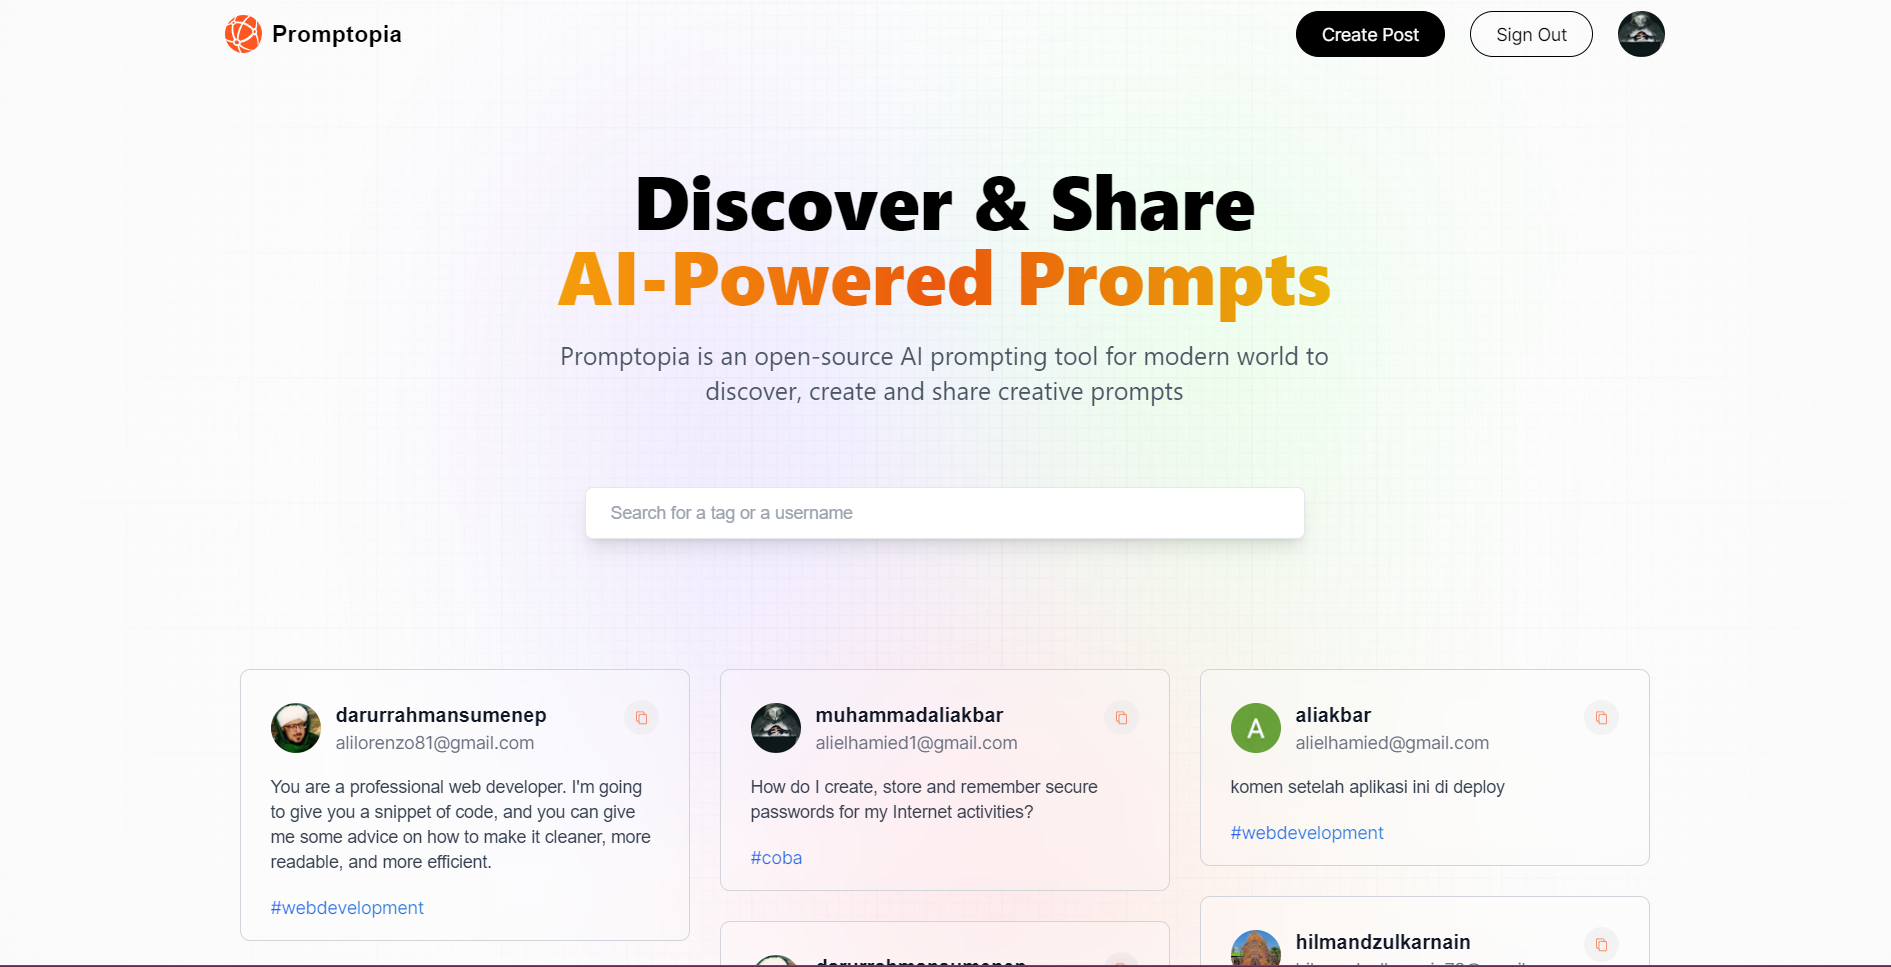 Promptopia
Create Post
Sign Out
Discover & Share
AI-Powered Prompts
Promptopia is an open-source AI prompting tool for modern world to
discover, create and share creative prompts
Search for a tag or a username
darurrahmansumenep
alilorenzo81@gmail.com
You are a professional web developer. I'm going
to give you a snippet of code, and you can give
me some advice on how to make it cleaner, more
readable, and more efficient.
#webdevelopment
muhammadaliakbar
alielhamied1@gmail.com
How do I create, store and remember secure
passwords for my Internet activities?
#coba
darurrahmansumenep
A
aliakbar
alielhamied@gmail.com
komen setelah aplikasi ini di deploy
#webdevelopment
hilmandzulkarnain